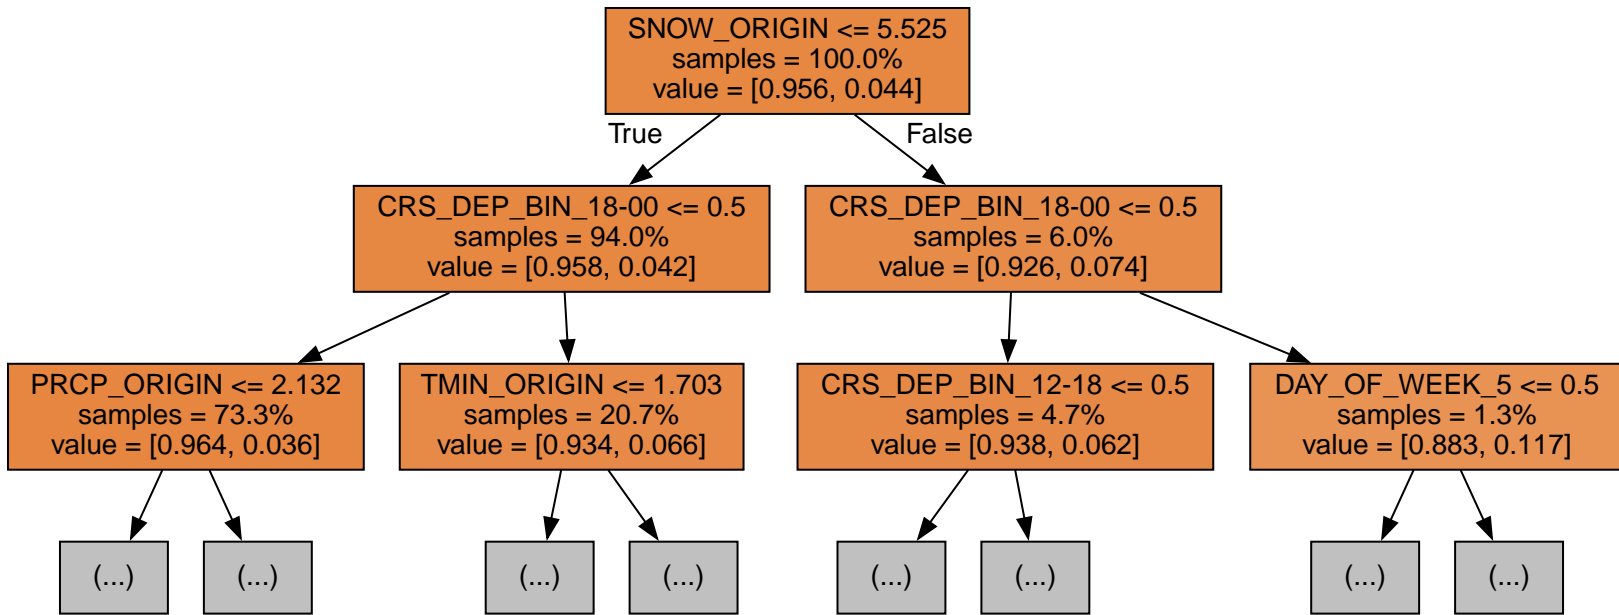 SNOW_ORIGIN <= 5.525
samples = 100.0%
value = [0.956, 0.044]
True
False
CRS_DEP_BIN_18-00 <= 0.5
samples = 94.0%
value = [0.958, 0.042]
CRS_DEP_BIN_18-00 <= 0.5
samples = 6.0%
value = [0.926, 0.074]
PRCP_ORIGIN <= 2.132
samples = 73.3%
value = [0.964, 0.036]
TMIN_ORIGIN <= 1.703
samples = 20.7%
value = [0.934, 0.066]
CRS_DEP_BIN_12-18 <= 0.5
samples = 4.7%
value = [0.938, 0.062]
DAY_OF_WEEK_5 <= 0.5
samples = 1.3%
value = [0.883, 0.117]
(...)
(...)
(...)
(...)
(...)
(...)
(...)
(...)